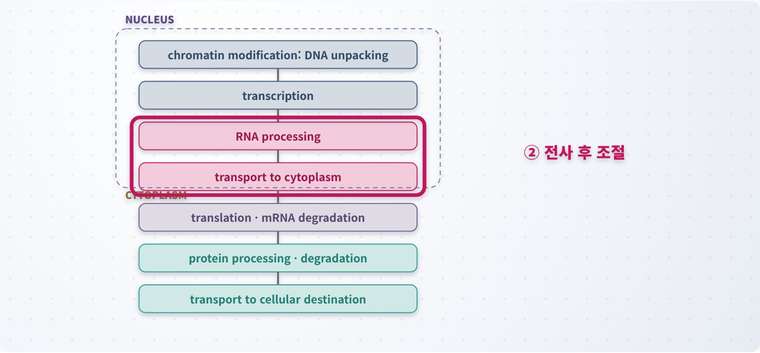 NUCLEUS
chromatin modification: DNA unpacking
transcription
RNA processing
② 전사 후 조절
transport to cytoplasm
CYTOPLASM
translation · mRNA degradation
protein processing · degradation
transport to cellular destination